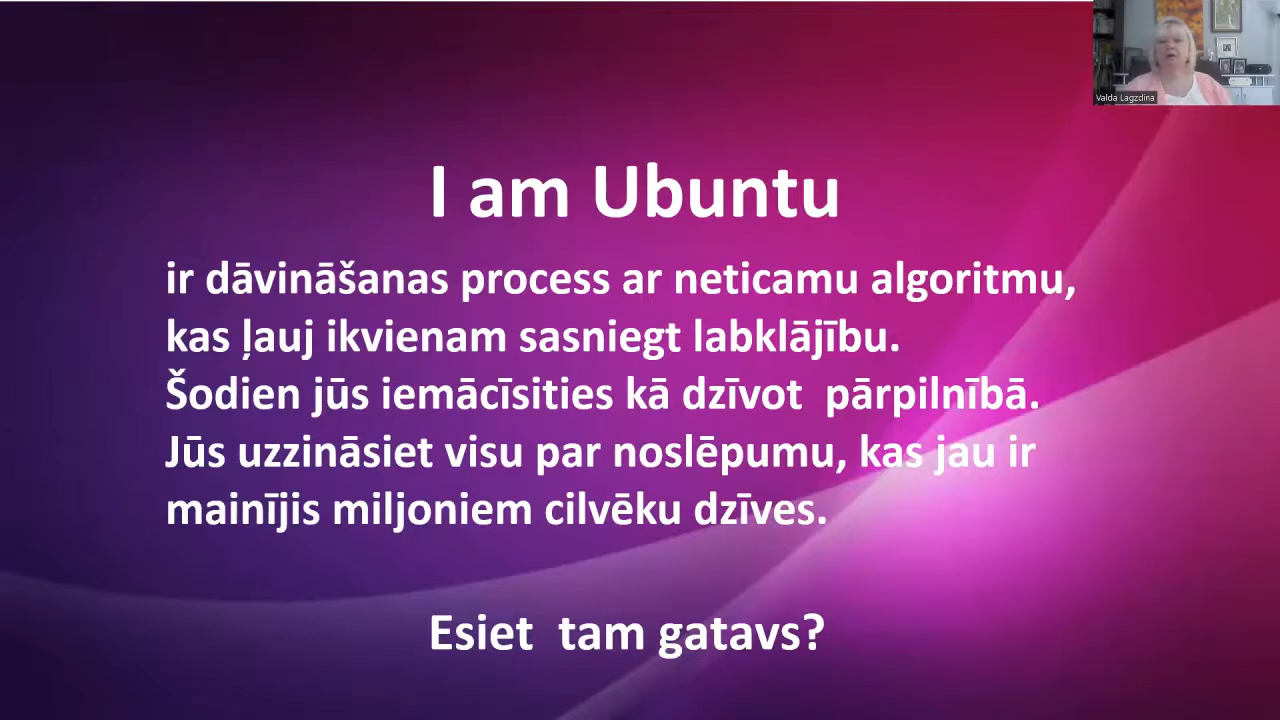 Valda Lagzdina
I am Ubuntu
ir dāvināšanas process ar neticamu algoritmu,
kas ļauj ikvienam sasniegt labklājību.
Šodien jūs iemācīsities kā dzīvot  pārpilnībā.
Jūs uzzināsiet visu par noslēpumu, kas jau ir
mainījis miljoniem cilvēku dzīves.
Esiet  tam gatavs?